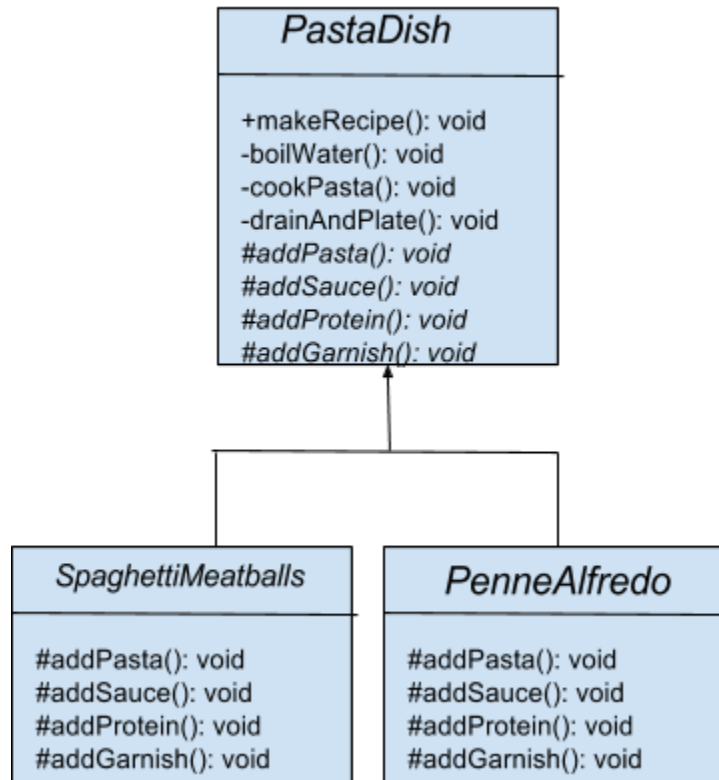 PastaDish
+makeRecipe(): void
-boilWater(): void
-cookPasta(): void
-drainAndPlate(): void
#addPasta(): void
#addSauce(): void
#addProtein(): void
#addGarnish(): void
SpaghettiMeatballs
#addPasta(): void
#addSauce(): void
#addProtein(): void
#addGarnish(): void
PenneAlfredo
#addPasta(): void
#addSauce(): void
#addProtein(): void
#addGarnish(): void